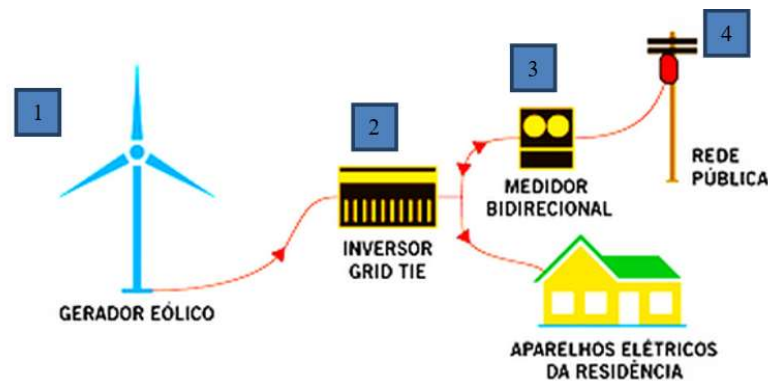 1
GERADOR EÓLICO
2
INVERSOR
GRID TIE
3
MEDIDOR
BIDIRECIONAL
4
REDE
PÚBLICA
APARELHOS ELÉTRICOS
DA RESIDÊNCIA